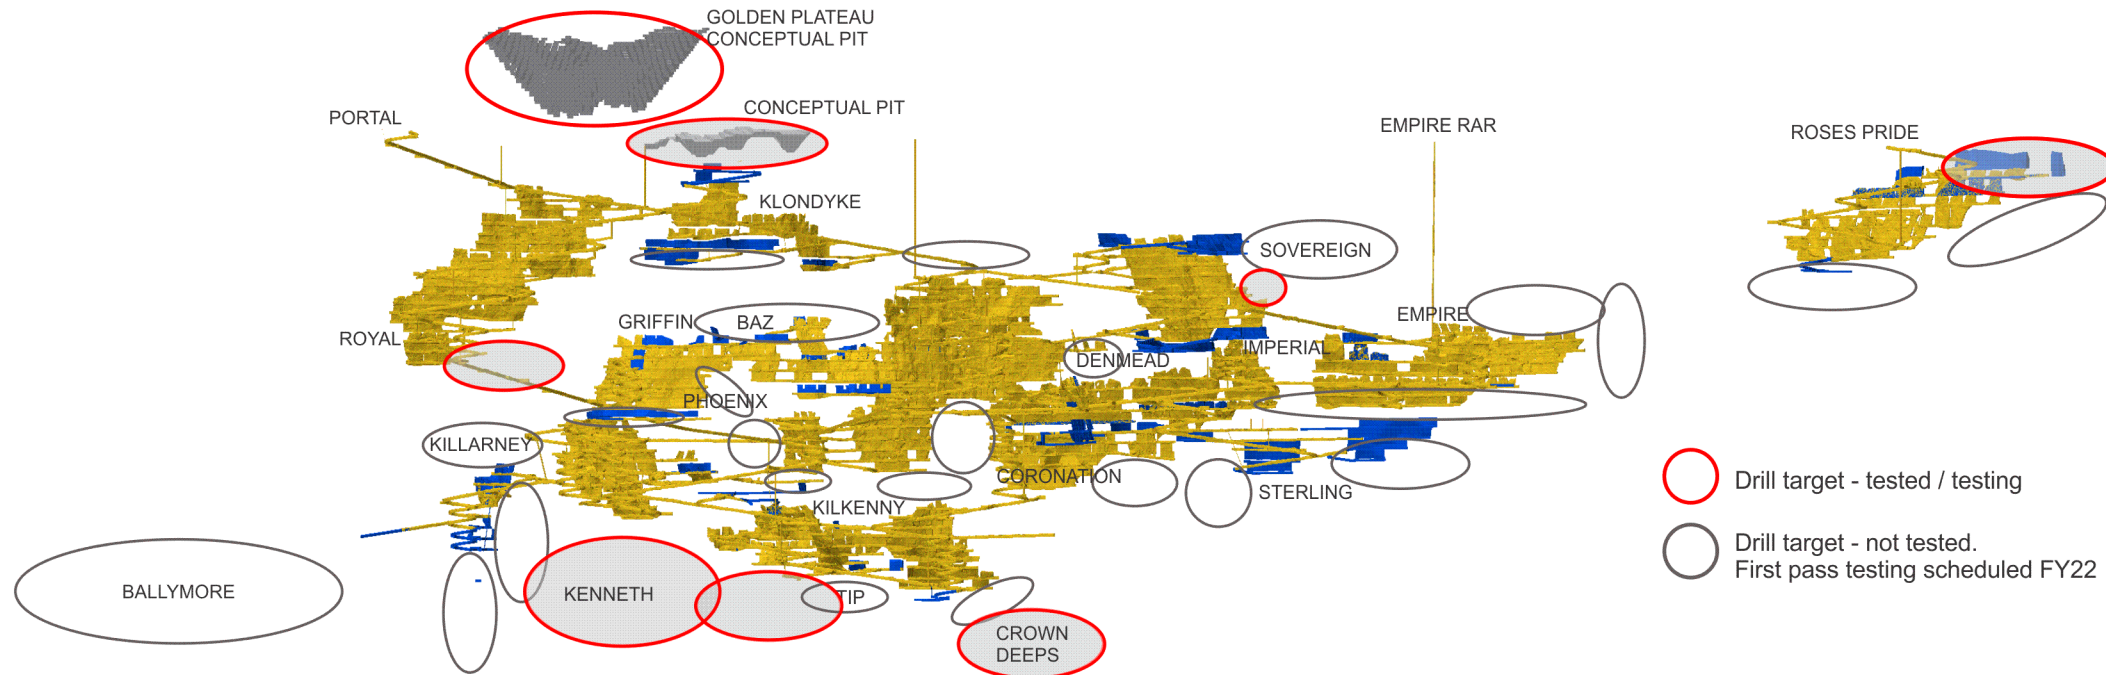 GOLDEN PLATEAU
CONCEPTUAL PIT
CONCEPTUAL PIT
PORTAL
EMPIRE RAR
ROSES PRIDE
KLONDYKE
SOVEREIGN
GRIFFIN
BAZ
EMPIRE
ROYAL
IMPERIAL
DENMEAD
PHOENIX
KILLARNEY
CORONATION
STERLING
KILKENNY
Drill target - tested / testing
Drill target - not tested.
First pass testing scheduled FY22
BALLYMORE
KENNETH
TIP
CROWN
DEEPS